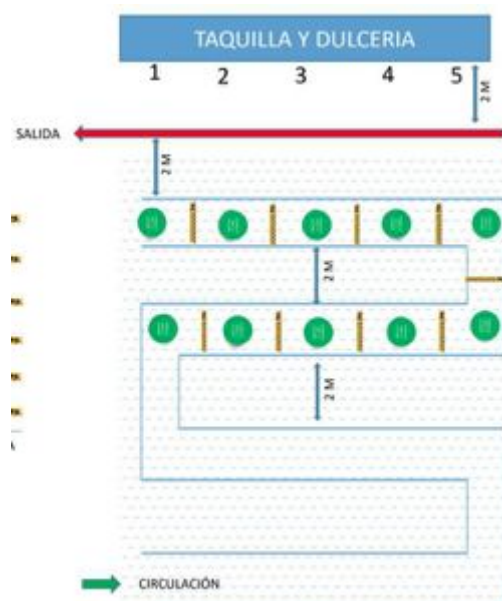 TAQUILLA Y DULCERIA
1 2 3 4 5
2 M
SALIDA
2 M
2 M
2 M
CIRCULACIÓN